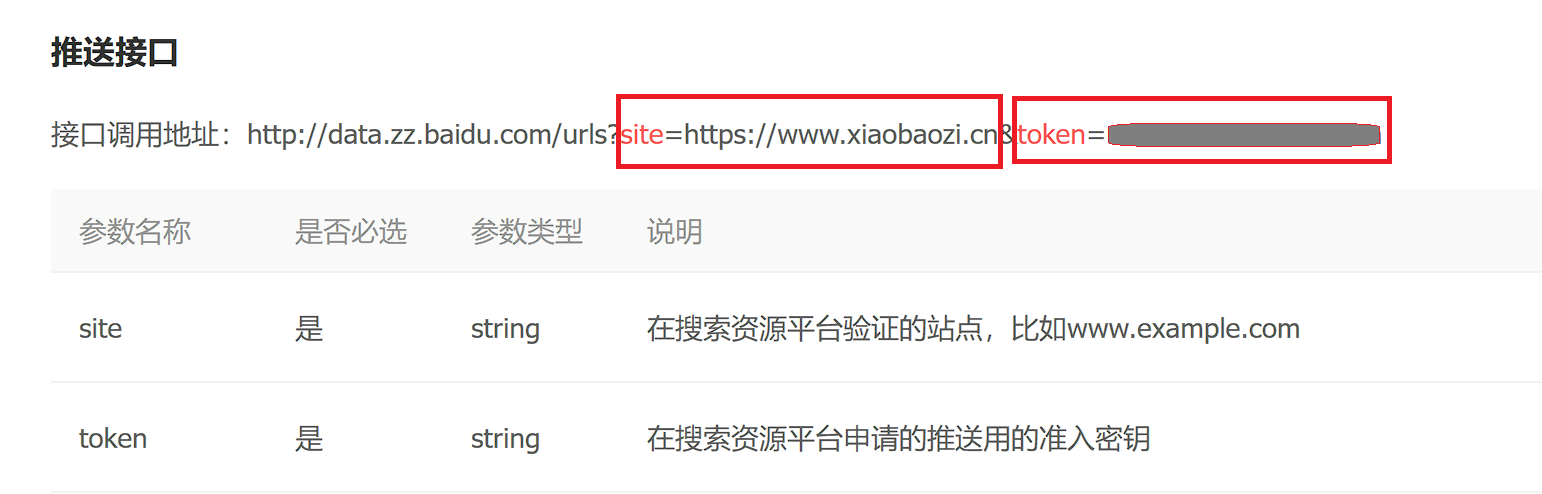 推送接口
接口调用地址：http://data.zz.baidu.com/urls?site=https://www.xiaobaozi.cn&token=
参数名称 是否必选 参数类型 说明
site 是 string 在搜索资源平台验证的站点，比如www.example.com
token 是 string 在搜索资源平台申请的推送用的准入密钥